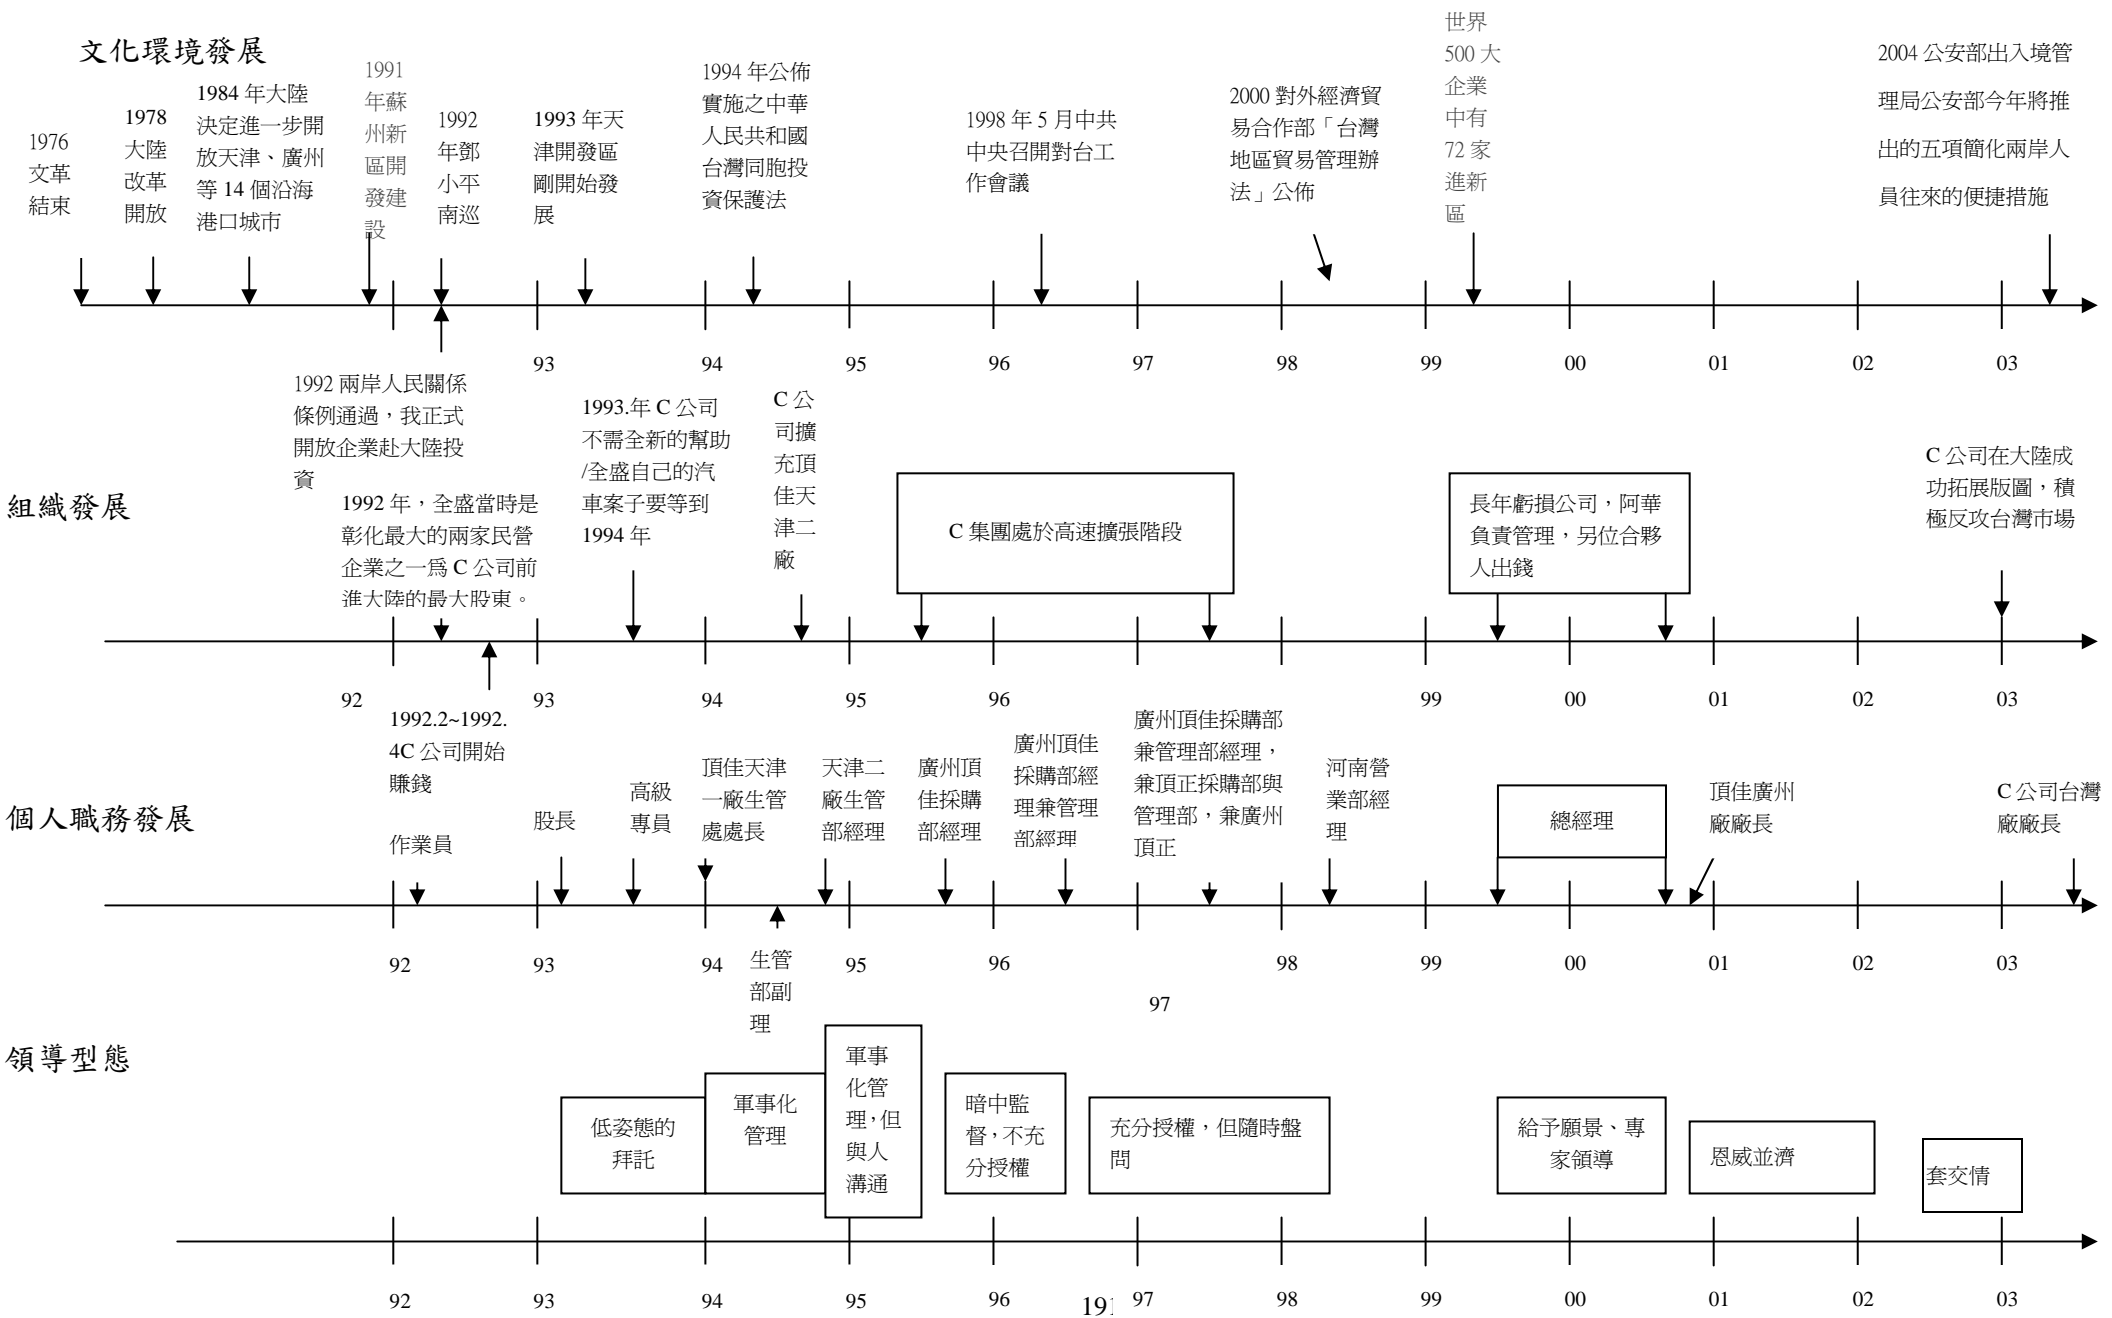 文化環境發展
1976
文革
結束
1978
大陸
改革
開放
1984 年大陸
決定進一步開
放天津、廣州
等 14 個沿海
港口城市
1991
年蘇
州新
區開
發建
設
1992
年鄧
小平
南巡
1993 年天
津開發區
剛開始發
展
1994 年公佈
實施之中華
人民共和國
台灣同胞投
資保護法
1998 年 5 月中共
中央召開對台工
作會議
2000 對外經濟貿
易合作部「台灣
地區貿易管理辦
法」公佈
世界
500 大
企業
中有
72 家
進新
區
2004 公安部出入境管
理局公安部今年將推
出的五項簡化兩岸人
員往來的便捷措施
93
94
95
96
97
98
99
00
01
02
03
1992 兩岸人民關係
條例通過，我正式
開放企業赴大陸投
資
組織發展
1992 年，全盛當時是
彰化最大的兩家民營
企業之一爲 C 公司前
進大陸的最大股東。
1993.年 C 公司
不需全新的幫助
/全盛自己的汽
車案子要等到
1994 年
C 公
司擴
充頂
佳天
津二
廠
C 集團處於高速擴張階段
長年虧損公司，阿華
負責管理，另位合夥
人出錢
C 公司在大陸成
功拓展版圖，積
極反攻台灣市場
92
93
94
95
96
99
00
01
02
03
1992.2~1992.
4C 公司開始
賺錢
個人職務發展
作業員
股長
高級
專員
頂佳天津
一廠生管
處處長
天津二
廠生管
部經理
廣州頂
佳採購
部經理
廣州頂佳
採購部經
理兼管理
部經理
廣州頂佳採購部
兼管理部經理，
兼頂正採購部與
管理部，兼廣州
頂正
河南營
業部經
理
總經理
頂佳廣州
廠廠長
C 公司台灣
廠廠長
92
93
94
95
96
98
99
00
01
02
03
生管
部副
理
97
領導型態
低姿態的
拜託
軍事化
管理
軍事
化管
理，但
與人
溝通
暗中監
督，不充
分授權
充分授權，但隨時盤
問
給予願景、專
家領導
恩威並濟
套交情
92
93
94
95
96
97
98
99
00
01
02
03
191